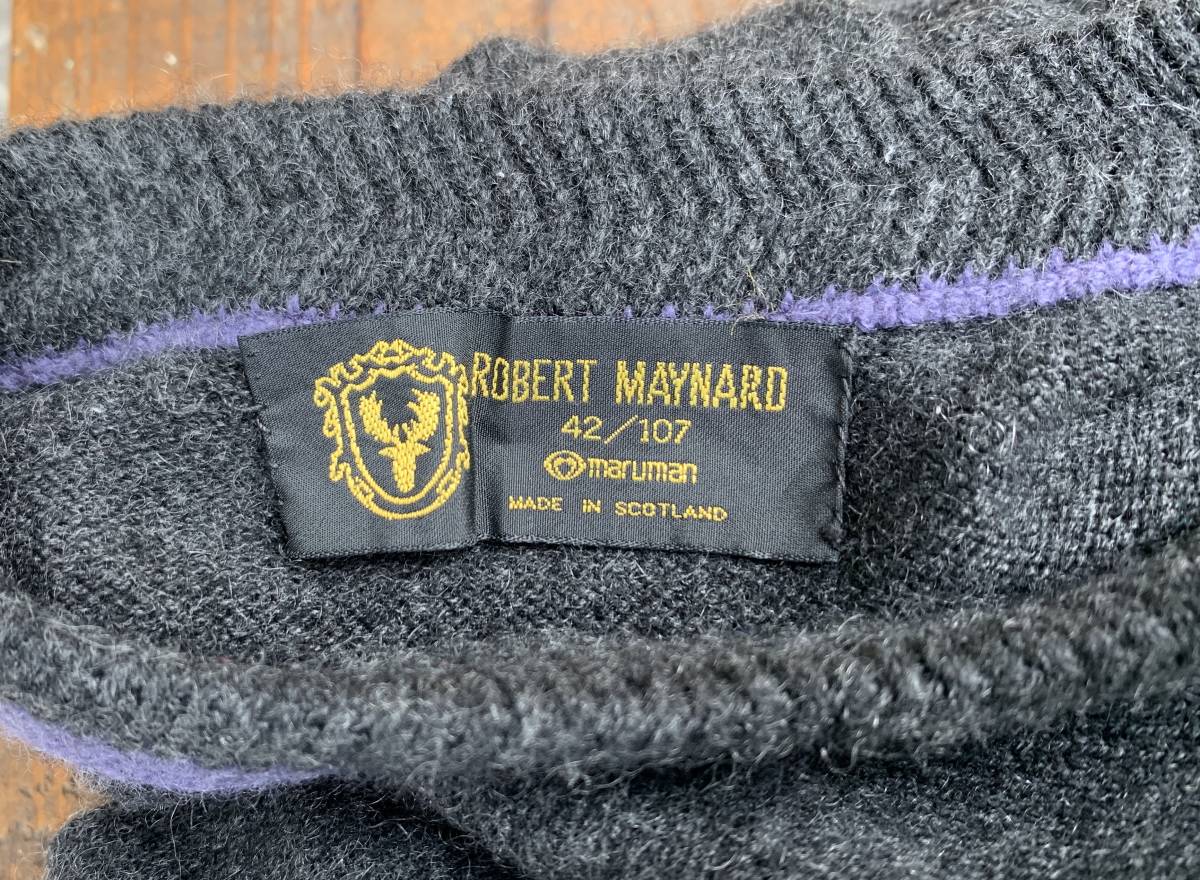 ROBERT MAYNARD
42/107
maruman
MADE IN SCOTLAND